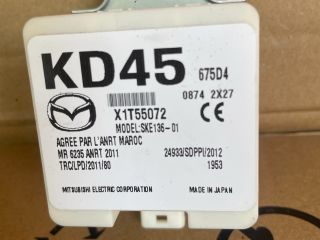 KD45 675D4
0874 2X27
X1T55072 CE
MODEL:SKE136-01
AGREE PAR L'ANRT MAROC
MR 6235 ANRT 2011 24933/SDPPI/2012
TRC/LPD/2011/80 1953
MITSUBISHI ELECTRIC CORPORATION MADE IN JAPAN